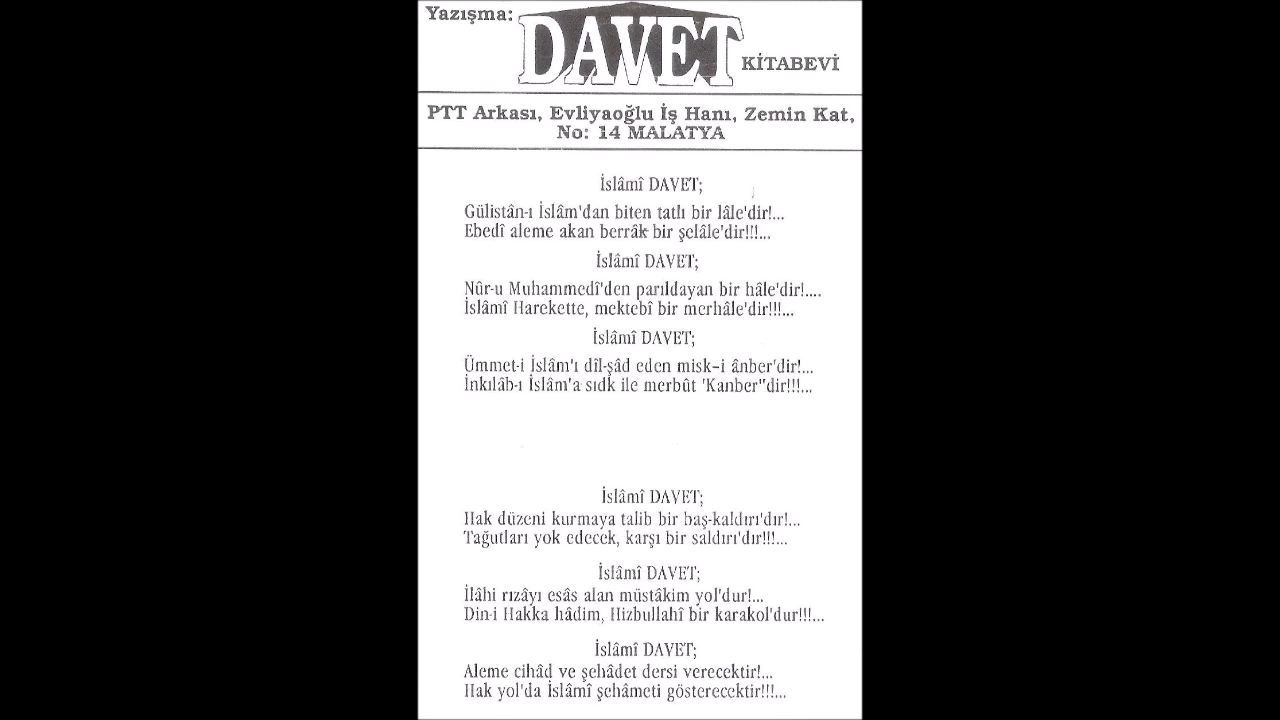 Yazışma:
DAVET
KİTABEVİ
PTT Arkası, Evliyaoğlu İş Hanı, Zemin Kat,
No: 14 MALATYA
İslâmî DAVET;
Gülistân-ı İslâm'dan biten tatlı bir lâle'dir!...
Ebedî aleme akan berrâk bir şelâle'dir!!!...
İslâmî DAVET;
Nûr-u Muhammedî'den parıldayan bir hâle'dir!....
İslâmî Harekette, mektebî bir merhâle'dir!!!...
İslâmî DAVET;
Ümmet-i İslâm'ı dîl-şâd eden misk-i ânber'dir!...
İnkılâb-ı İslâm'a sıdk ile merbût 'Kanber"dir!!!...
İslâmî DAVET;
Hak düzeni kurmaya talib bir baş-kaldırı'dır!...
Tağutları yok edecek, karşı bir saldırı'dır!!!...
İslâmî DAVET;
İlâhi rızâyı esâs alan müstâkim yol'dur!...
Din-i Hakka hâdim, Hizbullahî bir karakol'dur!!!...
İslâmî DAVET;
Aleme cihâd ve şehâdet dersi verecektir!...
Hak yol'da İslâmî şehâmeti gösterecektir!!!...